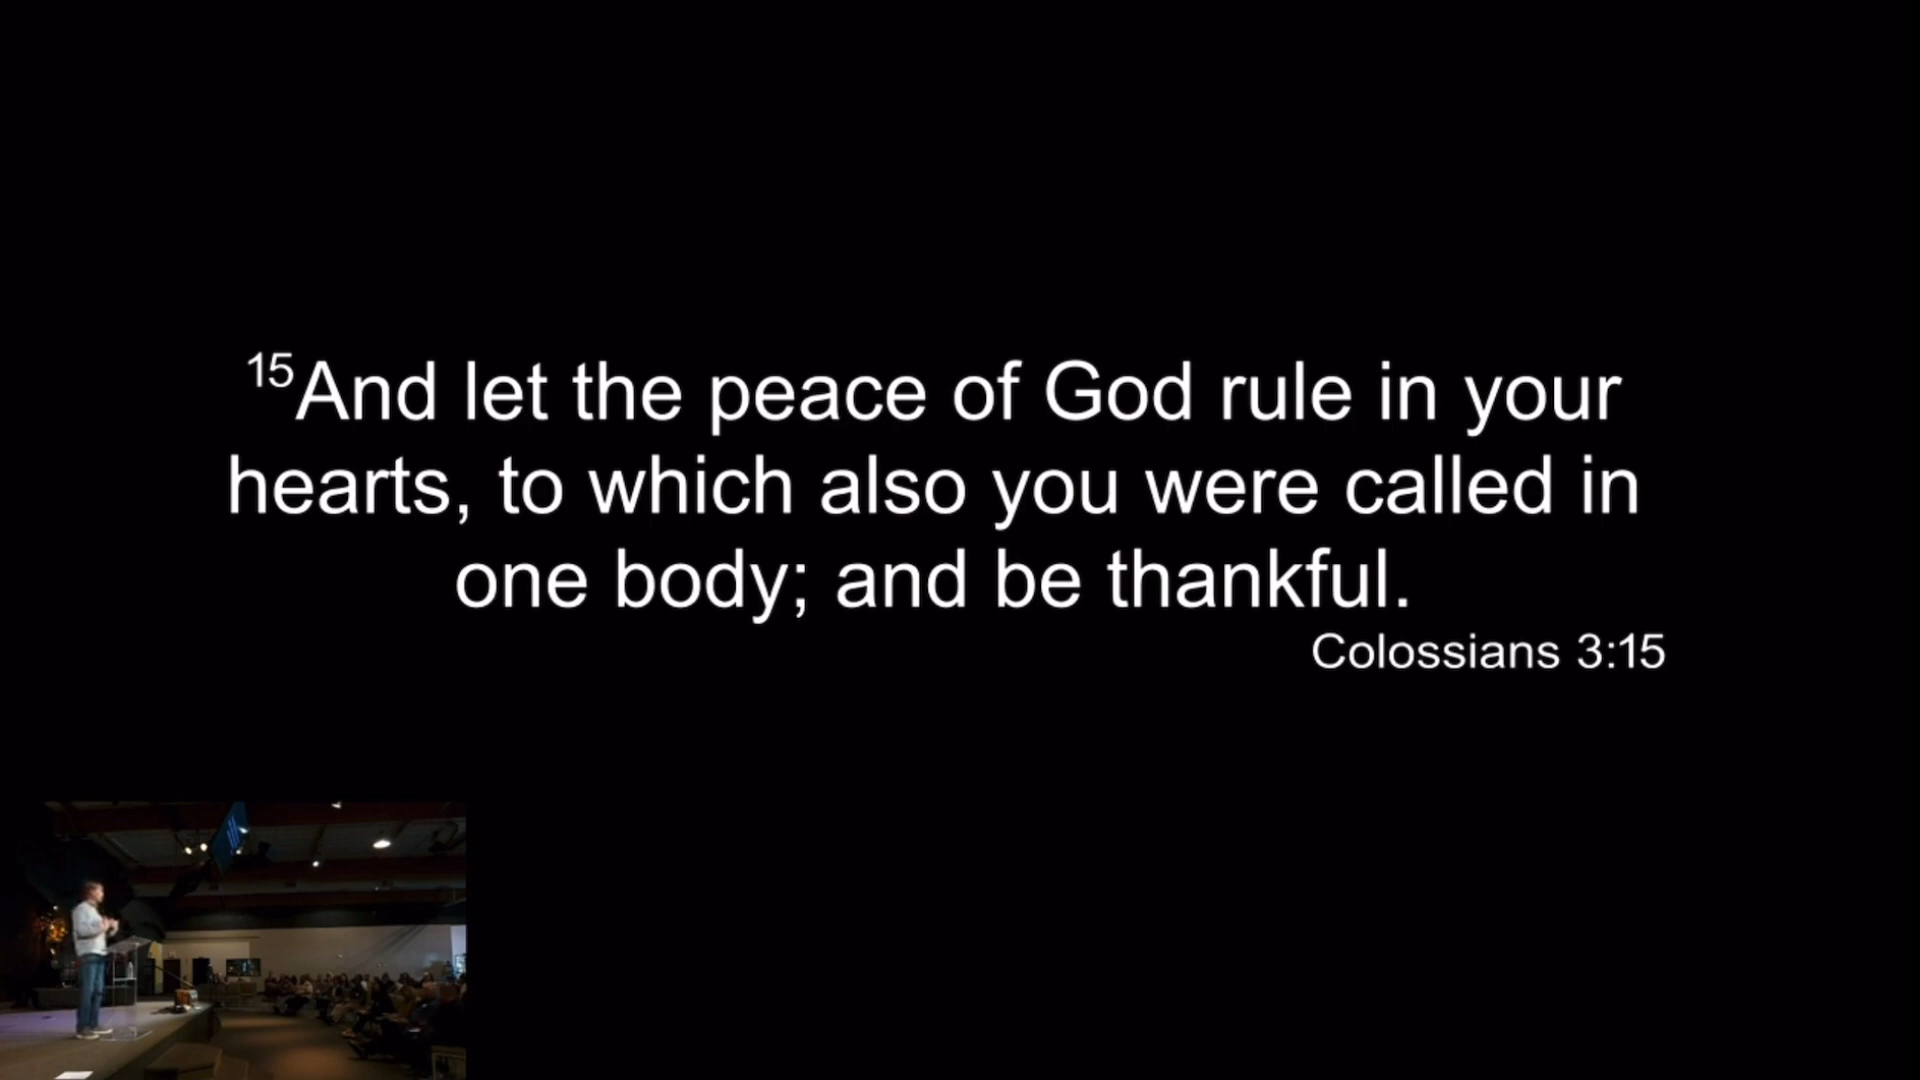 15And let the peace of God rule in your
hearts, to which also you were called in
one body; and be thankful.
Colossians 3:15